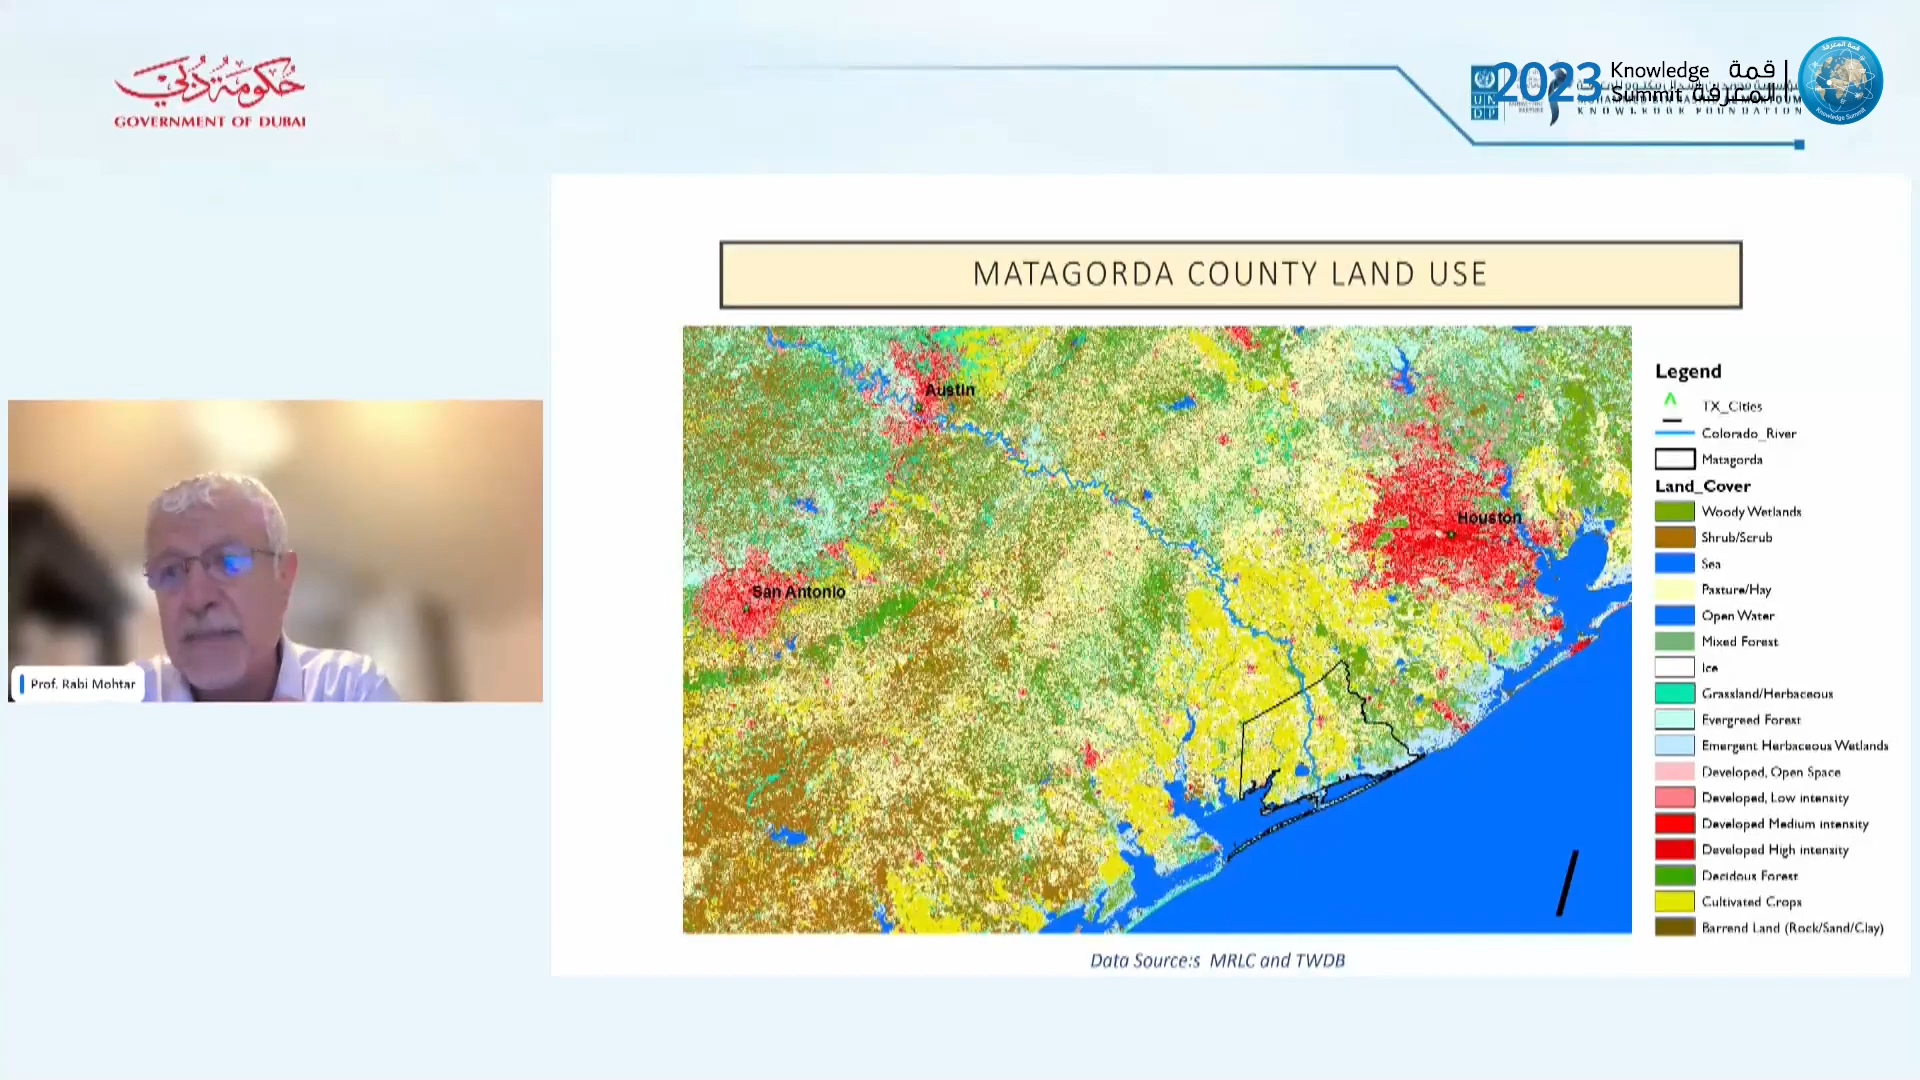 حكومة دبي
GOVERNMENT OF DUBAI
2023 Knowledge Summit
قمة المعرفة
UN
DP
KNOWLEDGE FOUNDATION
MATAGORDA COUNTY LAND USE
Austin
Houston
San Antonio
Legend
TX_Cities
Colorado_River
Matagorda
Land_Cover
Woody Wetlands
Shrub/Scrub
Sea
Pasture/Hay
Open Water
Mixed Forest
Ice
Grassland/Herbaceous
Evergreed Forest
Emergent Herbaceous Wetlands
Developed, Open Space
Developed, Low intensity
Developed Medium intensity
Developed High intensity
Decidous Forest
Cultivated Crops
Barrend Land (Rock/Sand/Clay)
Data Source:s MRLC and TWDB
Prof. Rabi Mohtar